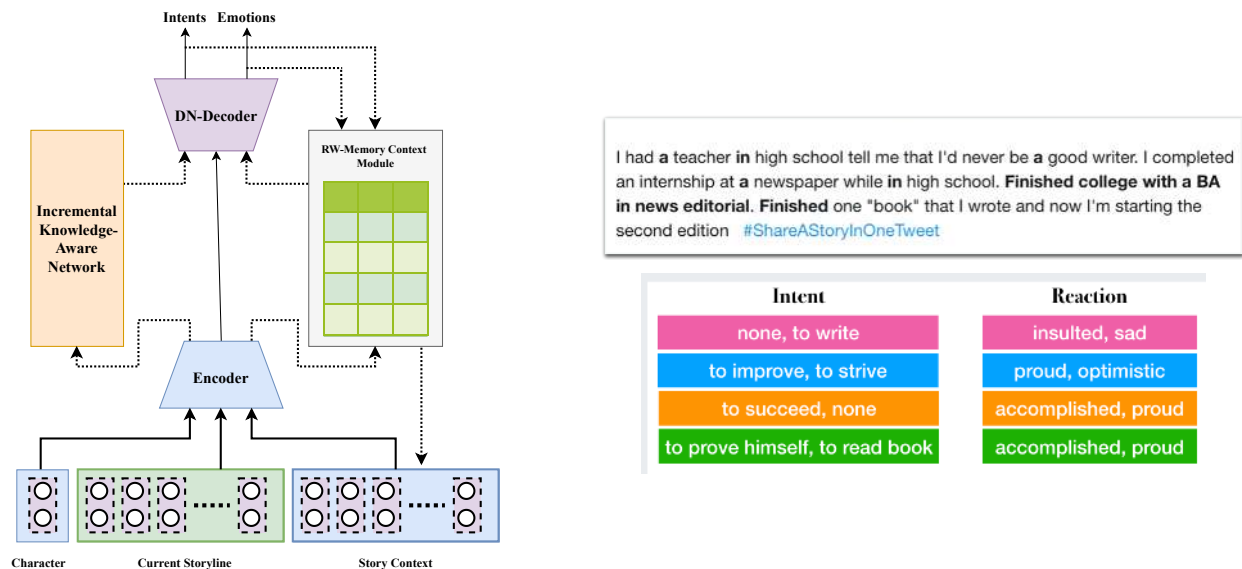 Intents Emotions
DN-Decoder
RW-Memory Context
Module
Incremental
Knowledge-
Aware
Network
Encoder
Character
Current Storyline
Story Context
I had a teacher in high school tell me that I'd never be a good writer. I completed
an internship at a newspaper while in high school. Finished college with a BA
in news editorial. Finished one "book" that I wrote and now I'm starting the
second edition #ShareAStoryInOneTweet
Intent Reaction
none, to write insulted, sad
to improve, to strive proud, optimistic
to succeed, none accomplished, proud
to prove himself, to read book accomplished, proud